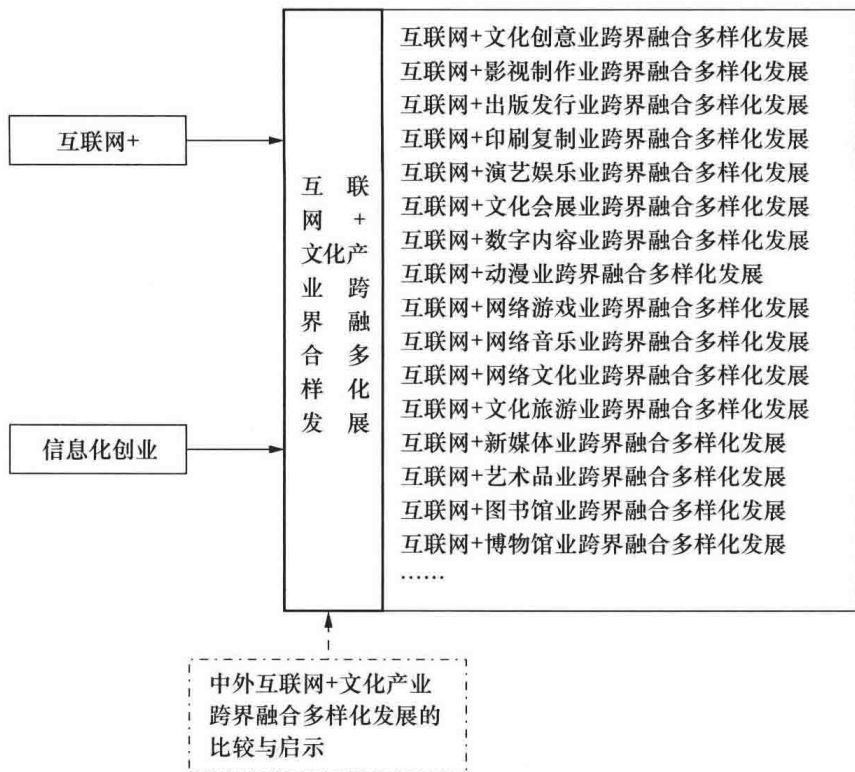 互联网+
信息化创业
互联
网+
文化产
业跨
界融
合多
样化
发展
互联网+文化创意业跨界融合多样化发展
互联网+影视制作业跨界融合多样化发展
互联网+出版发行业跨界融合多样化发展
互联网+印刷复制业跨界融合多样化发展
互联网+演艺娱乐业跨界融合多样化发展
互联网+文化会展业跨界融合多样化发展
互联网+数字内容业跨界融合多样化发展
互联网+动漫业跨界融合多样化发展
互联网+网络游戏业跨界融合多样化发展
互联网+网络音乐业跨界融合多样化发展
互联网+网络文化业跨界融合多样化发展
互联网+文化旅游业跨界融合多样化发展
互联网+新媒体业跨界融合多样化发展
互联网+艺术品业跨界融合多样化发展
互联网+图书馆业跨界融合多样化发展
互联网+博物馆业跨界融合多样化发展
……
中外互联网+文化产业
跨界融合多样化发展的
比较与启示